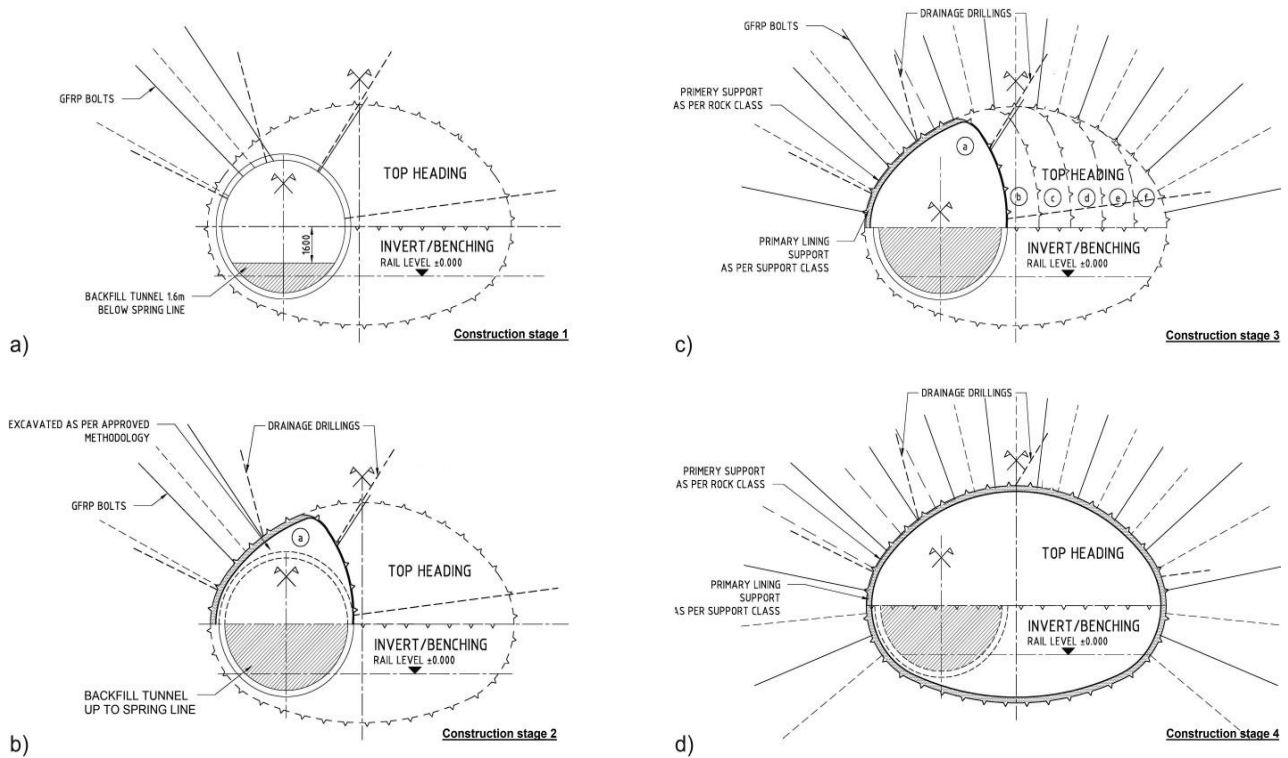 a)
GFRP BOLTS
TOP HEADING
1600
INVERT/BENCHING
RAIL LEVEL ±0.000
BACKFILL TUNNEL 1.6m
BELOW SPRING LINE
Construction stage 1
b)
EXCAVATED AS PER APPROVED
METHODOLOGY
DRAINAGE DRILLINGS
GFRP BOLTS
a
TOP HEADING
INVERT/BENCHING
RAIL LEVEL ±0.000
BACKFILL TUNNEL
UP TO SPRING LINE
Construction stage 2
c)
GFRP BOLTS
DRAINAGE DRILLINGS
PRIMERY SUPPORT
AS PER ROCK CLASS
a
TOP HEADING
b c d e f
PRIMARY LINING
SUPPORT
AS PER SUPPORT CLASS
INVERT/BENCHING
RAIL LEVEL ±0.000
Construction stage 3
d)
DRAINAGE DRILLINGS
PRIMERY SUPPORT
AS PER ROCK CLASS
TOP HEADING
PRIMARY LINING
SUPPORT
AS PER SUPPORT CLASS
INVERT/BENCHING
RAIL LEVEL ±0.000
Construction stage 4